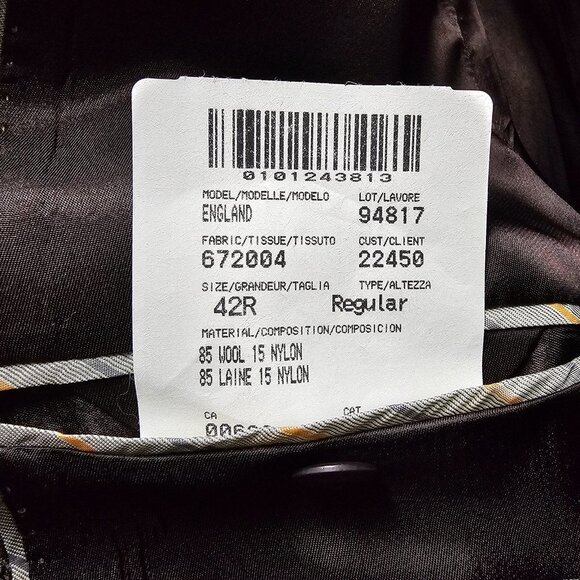 0101243813
MODEL/MODELLE/MODELO LOT/LAVORE
ENGLAND 94817
FABRIC/TISSUE/TISSUTO CUST/CLIENT
672004 22450
SIZE/GRANDEUR/TAGLIA TYPE/ALTEZZA
42R Regular
MATERIAL/COMPOSITION/COMPOSICION
85 WOOL 15 NYLON
85 LAINE 15 NYLON
CA CAT